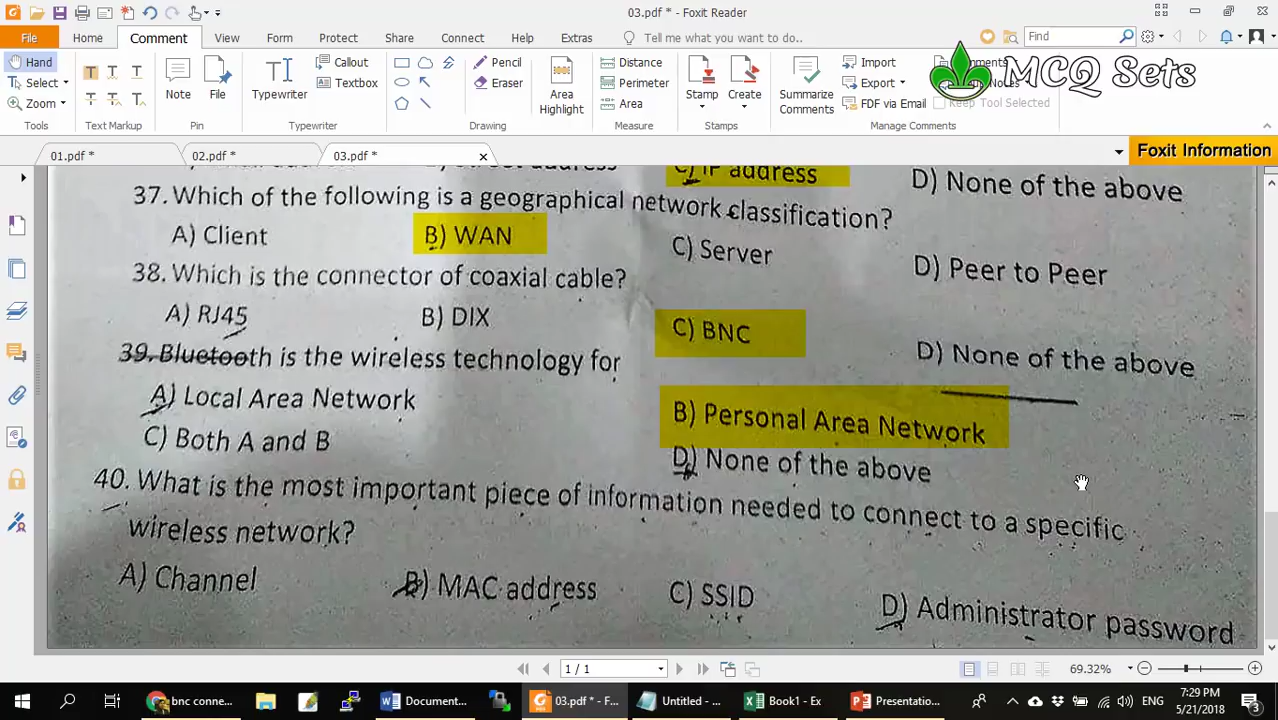 03.pdf * - Foxit Reader
File Home Comment View Form Protect Share Connect Help Extras Tell me what you want to do.. Find
Hand
Select
Zoom
Tools
Text Markup
Note
File
Pin
Typewriter
Callout
Textbox
Typewriter
Pencil
Eraser
Drawing
Area Highlight
Distance
Perimeter
Area
Measure
Stamp
Create
Stamps
Summarize Comments
Import
Export
FDF via Email
Keep Tool Selected
Manage Comments
MCQ Sets
01.pdf * 02.pdf * 03.pdf *
Foxit Information
C) IP address D) None of the above
37. Which of the following is a geographical network classification?
A) Client B) WAN C) Server D) Peer to Peer
38. Which is the connector of coaxial cable?
A) RJ45 B) DIX C) BNC D) None of the above
39. Bluetooth is the wireless technology for
A) Local Area Network B) Personal Area Network
C) Both A and B D) None of the above
40. What is the most important piece of information needed to connect to a specific
wireless network?
A) Channel B) MAC address C) SSID D) Administrator password
1 / 1
69.32%
bnc conne... Document... 03.pdf * - F... Untitled - ... Book1 - Ex Presentatio...
ENG
7:29 PM
5/21/2018
3